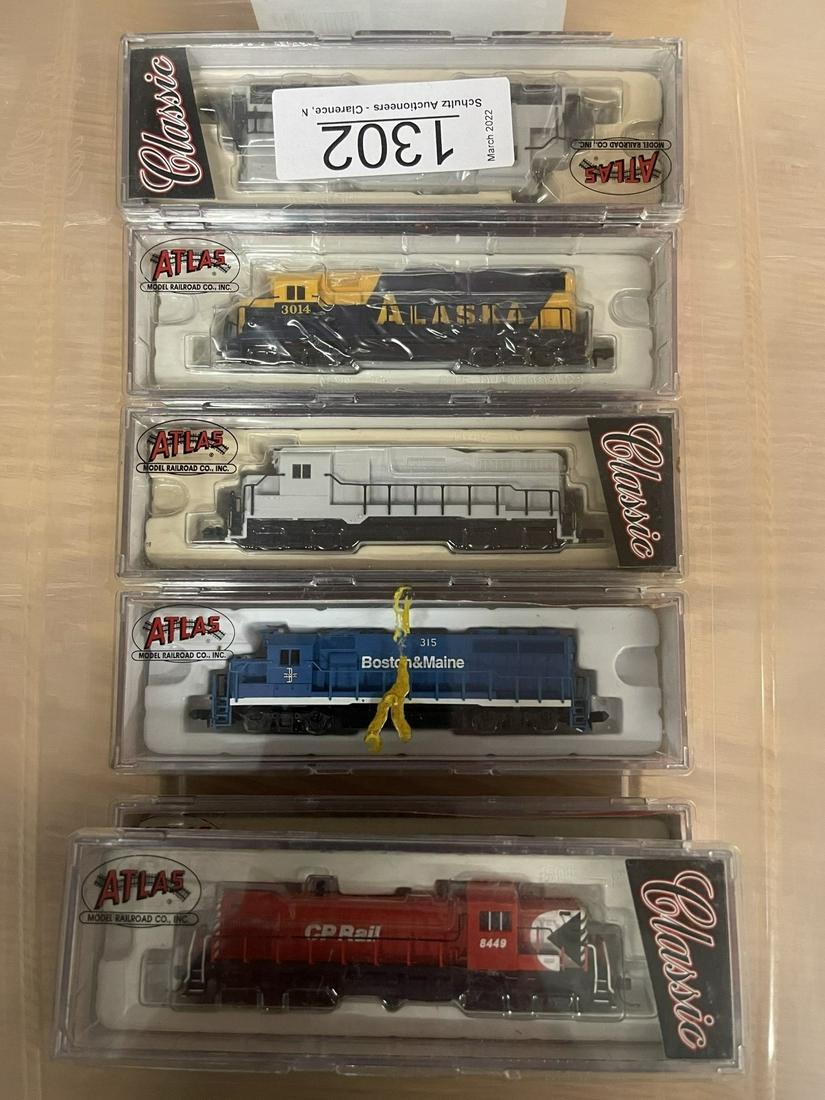 Classic
1302
March 2022
Schultz Auctioneers - Clarence, N
ATLAS
MODEL RAILROAD CO., INC.
ATLAS
®
MODEL RAILROAD CO., INC.
3014
ALASKA
ATLAS
MODEL RAILROAD CO., INC.
Classic
ATLAS
MODEL RAILROAD CO., INC.
315
Boston&Maine
BM
ATLAS
MODEL RAILROAD CO., INC.
CP Rail
8449
Classic